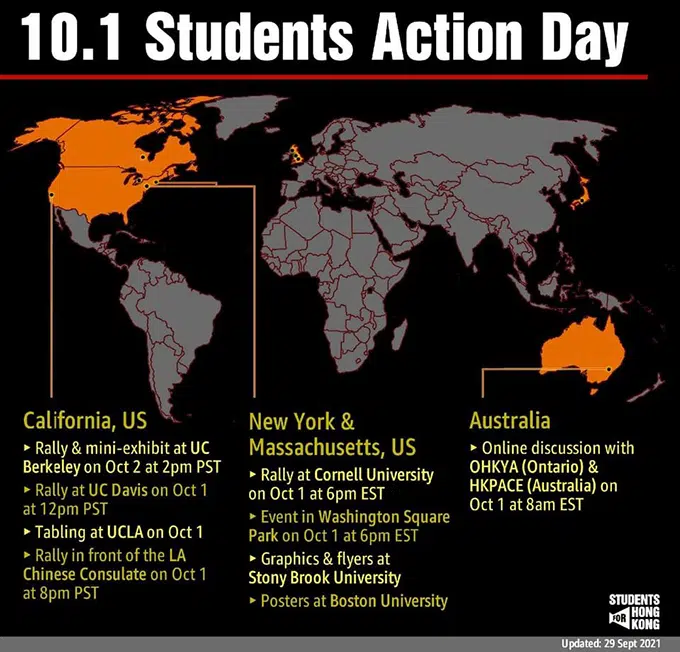 10.1 Students Action Day
California, US
▸ Rally & mini-exhibit at UC
Berkeley on Oct 2 at 2pm PST
▸ Rally at UC Davis on Oct 1
at 12pm PST
▸ Tabling at UCLA on Oct 1
▸ Rally in front of the LA
Chinese Consulate on Oct 1
at 8pm PST
New York &
Massachusetts, US
▸ Rally at Cornell University
on Oct 1 at 6pm EST
▸ Event in Washington Square
Park on Oct 1 at 6pm EST
▸ Graphics & flyers at
Stony Brook University
▸ Posters at Boston University
Australia
▸ Online discussion with
OHKYA (Ontario) &
HKPACE (Australia) on
Oct 1 at 8am EST
STUDENTS
FOR HONG
KONG
Updated: 29 Sept 2021